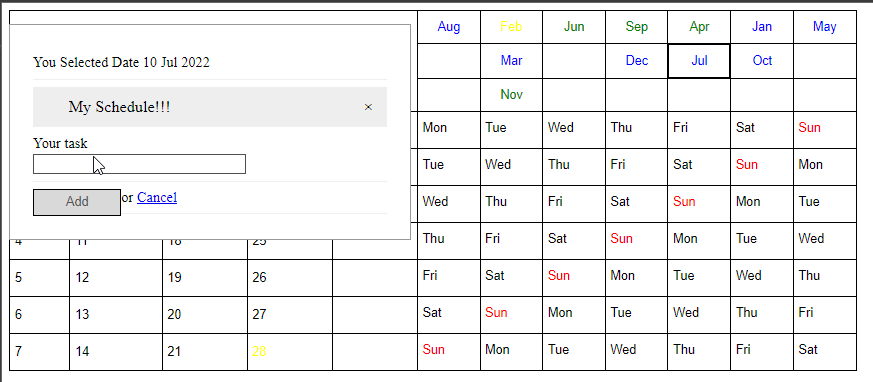 Aug Feb Jun Sep Apr Jan May
You Selected Date 10 Jul 2022
Mar Dec Jul Oct
Nov
My Schedule!!! ×
Mon Tue Wed Thu Fri Sat Sun
Your task
Tue Wed Thu Fri Sat Sun Mon
Add or Cancel
Wed Thu Fri Sat Sun Mon Tue
4 11 18 25 Thu Fri Sat Sun Mon Tue Wed
5 12 19 26 Fri Sat Sun Mon Tue Wed Thu
6 13 20 27 Sat Sun Mon Tue Wed Thu Fri
7 14 21 28 Sun Mon Tue Wed Thu Fri Sat